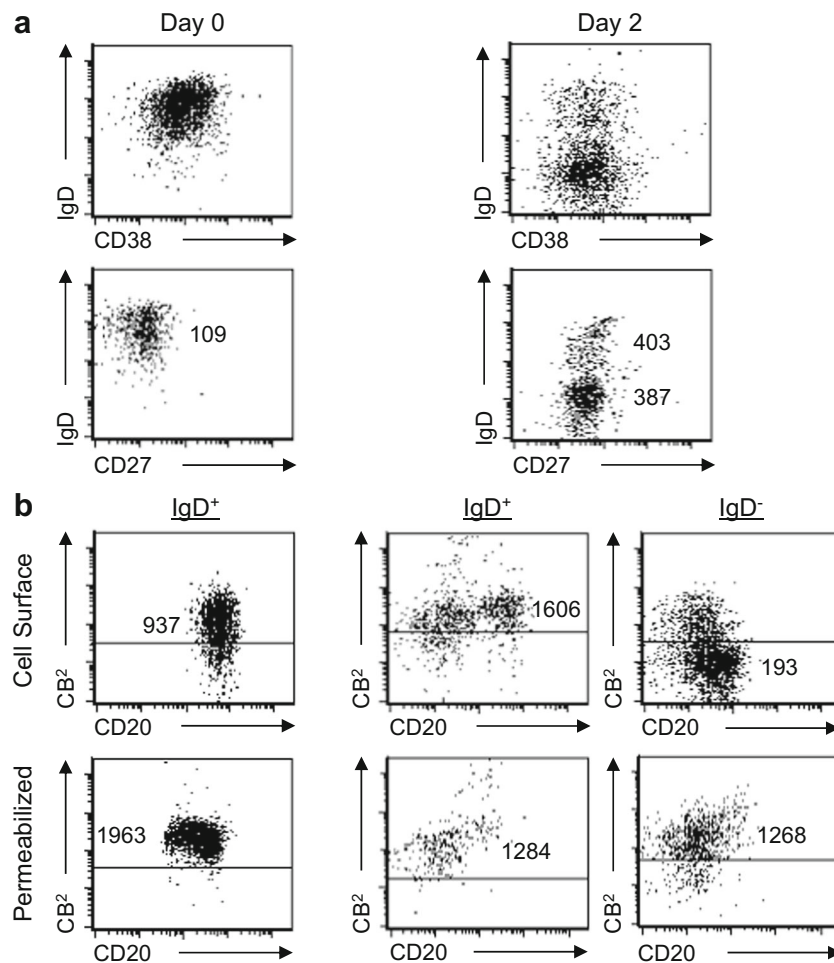 a
Day 0
Day 2
IgD
CD38
IgD
CD38
109
IgD
CD27
403
387
IgD
CD27
b
IgD⁺
IgD⁺
IgD⁻
Cell Surface
937
CB²
CD20
1606
CB²
CD20
193
CB²
CD20
Permeabilized
1963
CB²
CD20
1284
CB²
CD20
1268
CB²
CD20